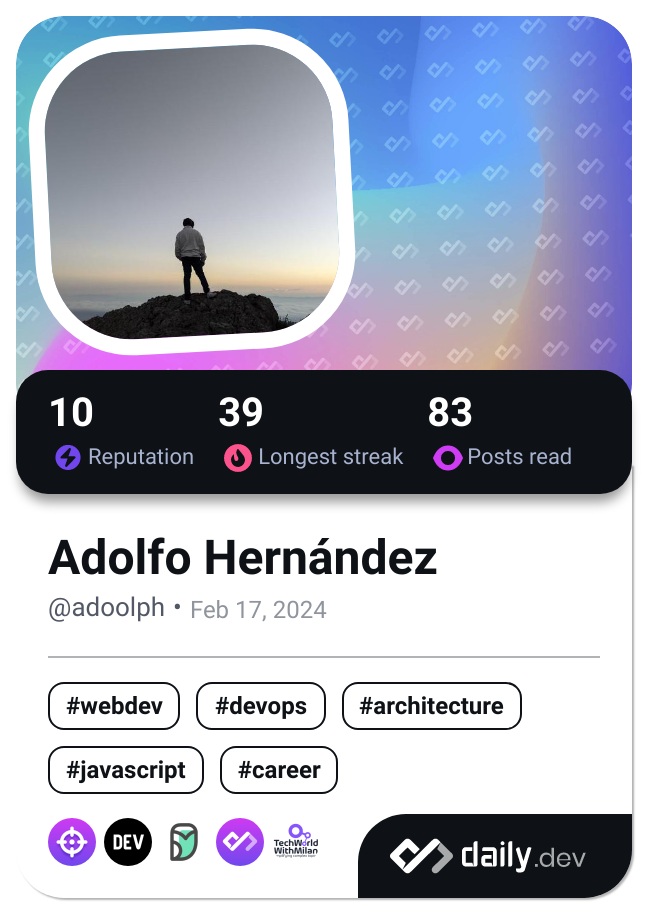 10 39 83
Reputation Longest streak Posts read
Adolfo Hernández
@adoolph • Feb 17, 2024
#webdev #devops #architecture
#javascript #career
DEV
TechWorld
WithMilan
daily.dev